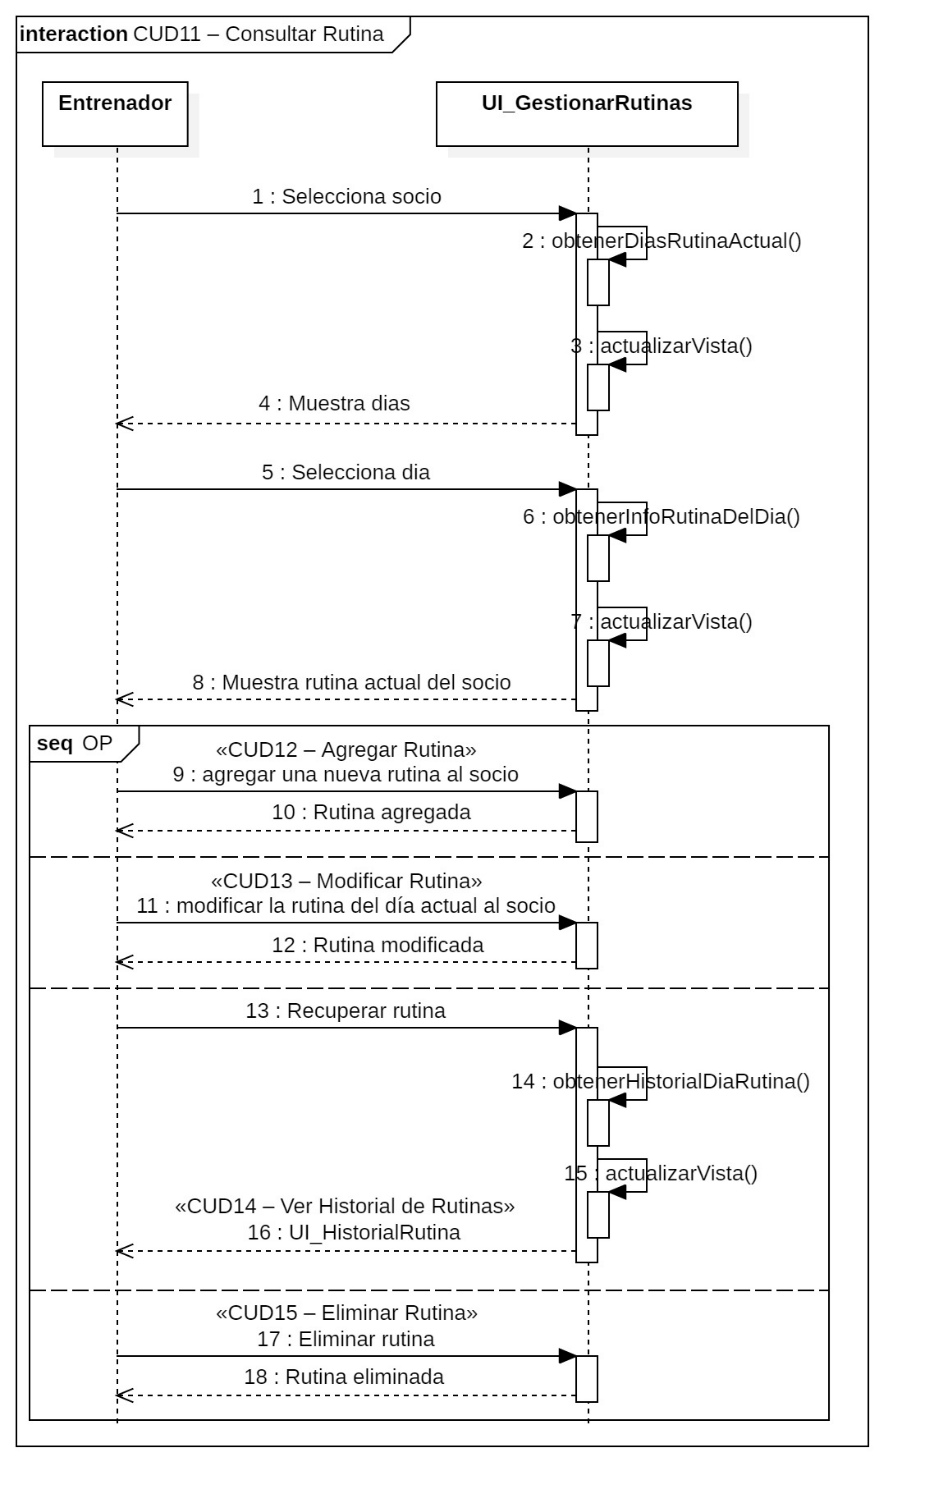 interaction CUD11 – Consultar Rutina
Entrenador
UI_GestionarRutinas
1 : Selecciona socio
2 : obtenerDiasRutinaActual()
3 : actualizarVista()
4 : Muestra dias
5 : Selecciona dia
6 : obtenerInfoRutinaDelDia()
7 : actualizarVista()
8 : Muestra rutina actual del socio
seq OP
«CUD12 – Agregar Rutina»
9 : agregar una nueva rutina al socio
10 : Rutina agregada
«CUD13 – Modificar Rutina»
11 : modificar la rutina del día actual al socio
12 : Rutina modificada
13 : Recuperar rutina
14 : obtenerHistorialDiaRutina()
15 : actualizarVista()
«CUD14 – Ver Historial de Rutinas»
16 : UI_HistorialRutina
«CUD15 – Eliminar Rutina»
17 : Eliminar rutina
18 : Rutina eliminada